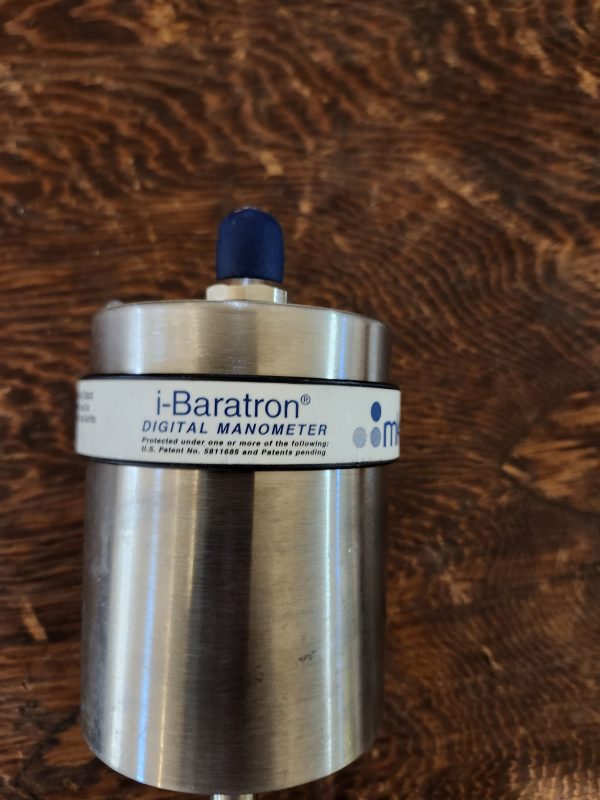 i-Baratron®
DIGITAL MANOMETER
Protected under one or more of the following:
U.S. Patent No. 5811685 and Patents pending